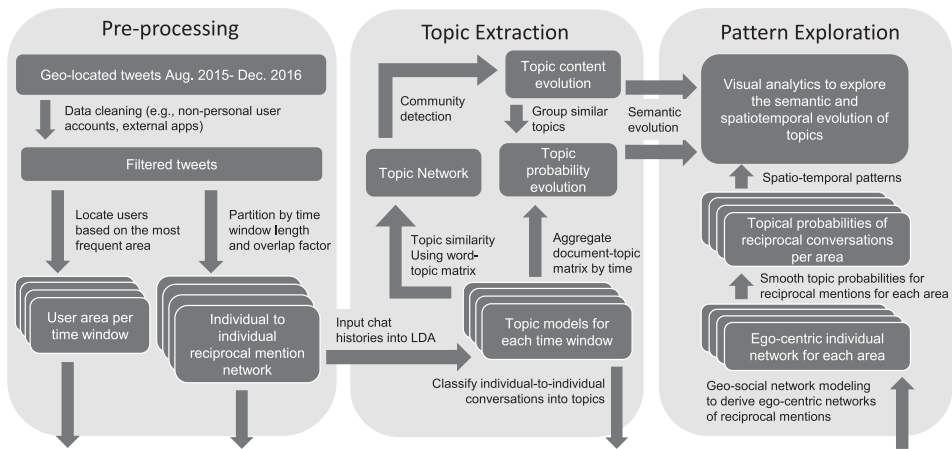 Pre-processing
Geo-located tweets Aug. 2015- Dec. 2016
Data cleaning (e.g., non-personal user
accounts, external apps)
Filtered tweets
Locate users
based on the most
frequent area
Partition by time
window length
and overlap factor
User area per
time window
Individual to
individual
reciprocal mention
network
Input chat
histories into LDA
Topic Extraction
Topic content
evolution
Community
detection
Group similar
topics
Semantic
evolution
Topic Network
Topic
probability
evolution
Topic similarity
Using word-
topic matrix
Aggregate
document-topic
matrix by time
Topic models for
each time window
Classify individual-to-individual
conversations into topics
Pattern Exploration
Visual analytics to explore
the semantic and
spatiotemporal evolution of
topics
Spatio-temporal patterns
Topical probabilities of
reciprocal conversations
per area
Smooth topic probabilities for
reciprocal mentions for each area
Ego-centric individual
network for each area
Geo-social network modeling
to derive ego-centric networks
of reciprocal mentions